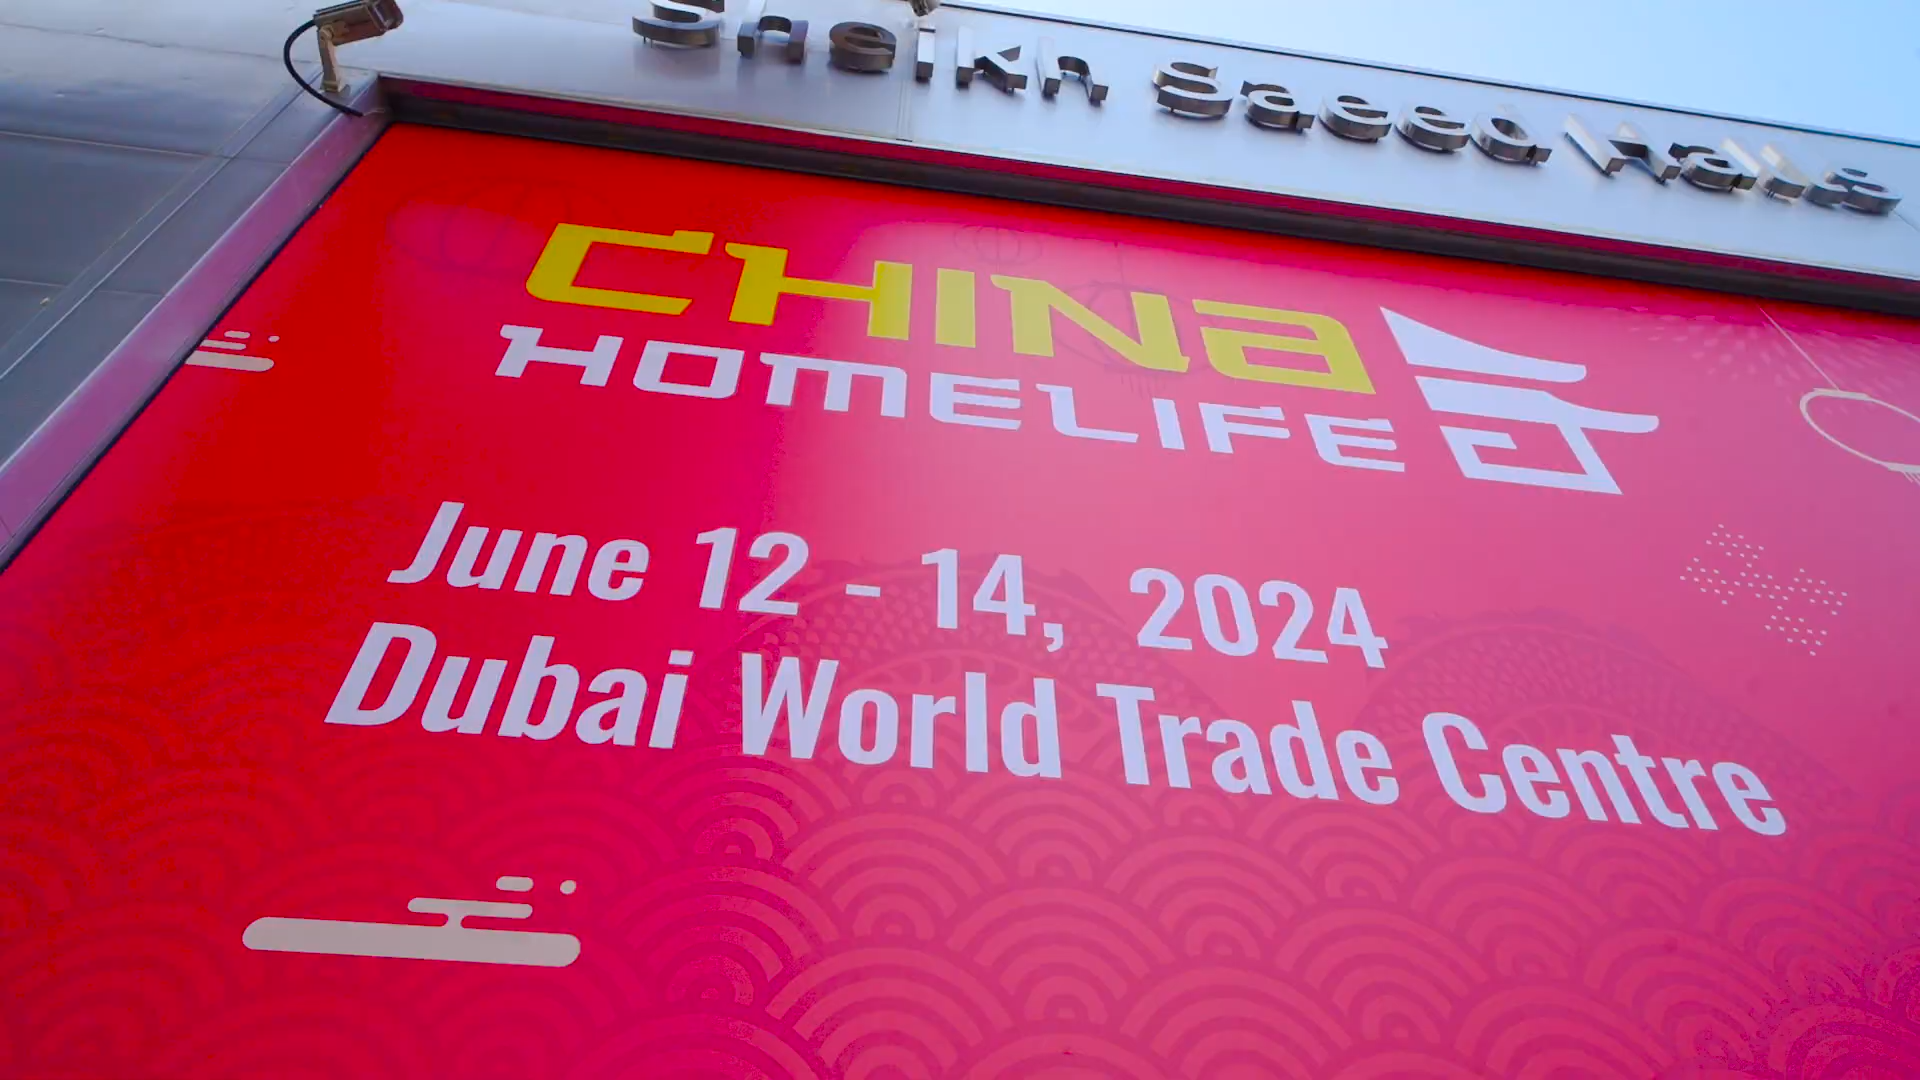 Sheikh Saeed Halls
CHINA
HOMELIFE
June 12 - 14, 2024
Dubai World Trade Centre